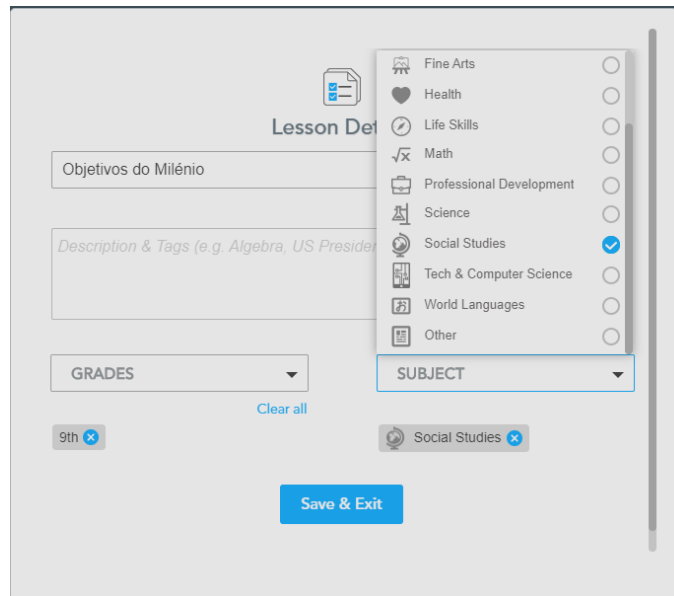 Lesson Det
Objetivos do Milénio
Description & Tags (e.g. Algebra, US Presiden
Fine Arts
Health
Life Skills
Math
Professional Development
Science
Social Studies
Tech & Computer Science
World Languages
Other
GRADES
SUBJECT
Clear all
9th
Social Studies
Save & Exit